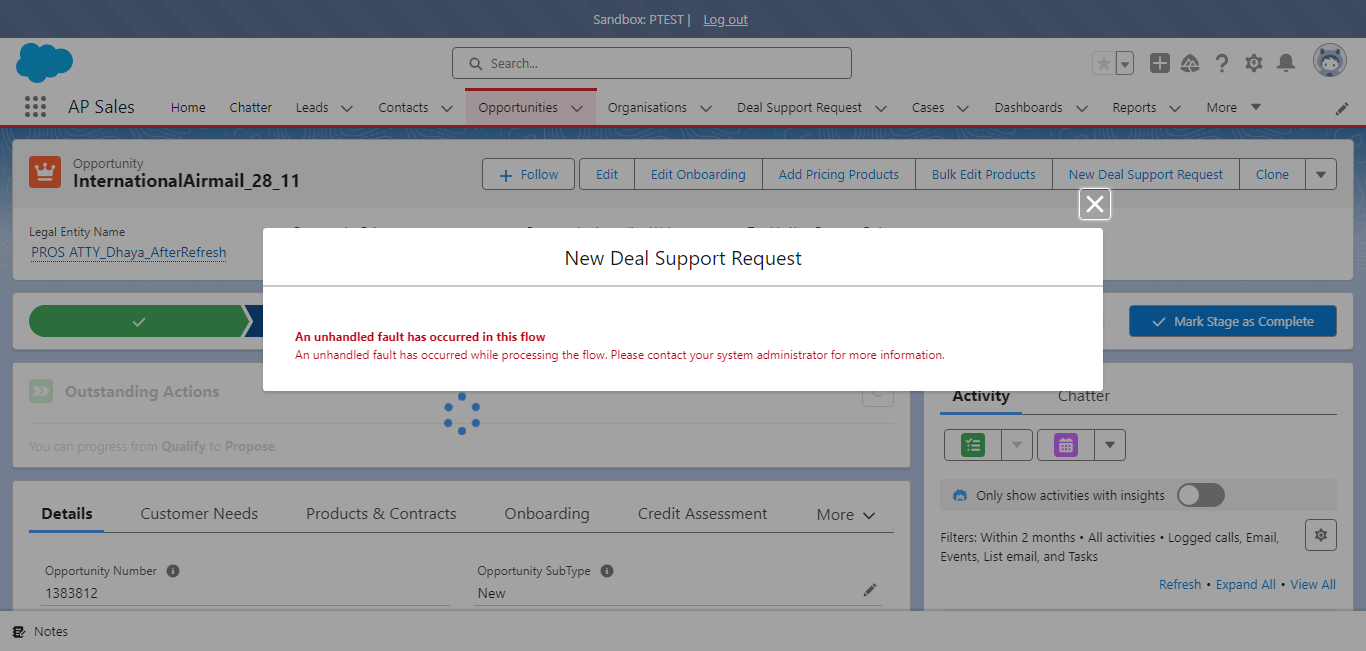 Sandbox: PTEST | Log out
Search...
AP Sales Home Chatter Leads Contacts Opportunities Organisations Deal Support Request Cases Dashboards Reports More
Opportunity
InternationalAirmail_28_11
Follow Edit Edit Onboarding Add Pricing Products Bulk Edit Products New Deal Support Request Clone
Legal Entity Name
PROS ATTY_Dhaya_AfterRefresh
New Deal Support Request
An unhandled fault has occurred in this flow
An unhandled fault has occurred while processing the flow. Please contact your system administrator for more information.
Mark Stage as Complete
Outstanding Actions
You can progress from Qualify to Propose.
Activity Chatter
Only show activities with insights
Filters: Within 2 months • All activities • Logged calls, Email,
Events, List email, and Tasks
Refresh • Expand All • View All
Details Customer Needs Products & Contracts Onboarding Credit Assessment More
Opportunity Number Opportunity SubType
1383812 New
Notes